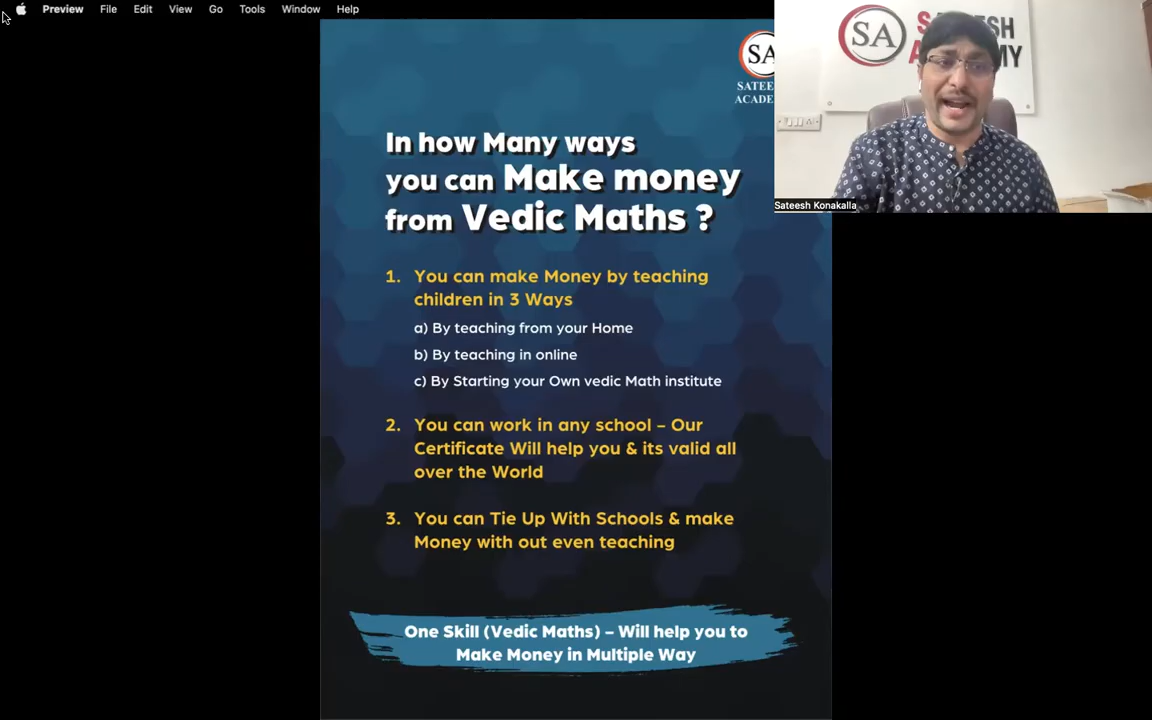 Preview File Edit View Go Tools Window Help
SA
SA
In how Many ways
you can Make money
from Vedic Maths ?
Sateesh Konakalla
1. You can make Money by teaching
children in 3 Ways
a) By teaching from your Home
b) By teaching in online
c) By Starting your Own vedic Math institute
2. You can work in any school - Our
Certificate Will help you & its valid all
over the World
3. You can Tie Up With Schools & make
Money with out even teaching
One Skill (Vedic Maths) - Will help you to
Make Money in Multiple Way